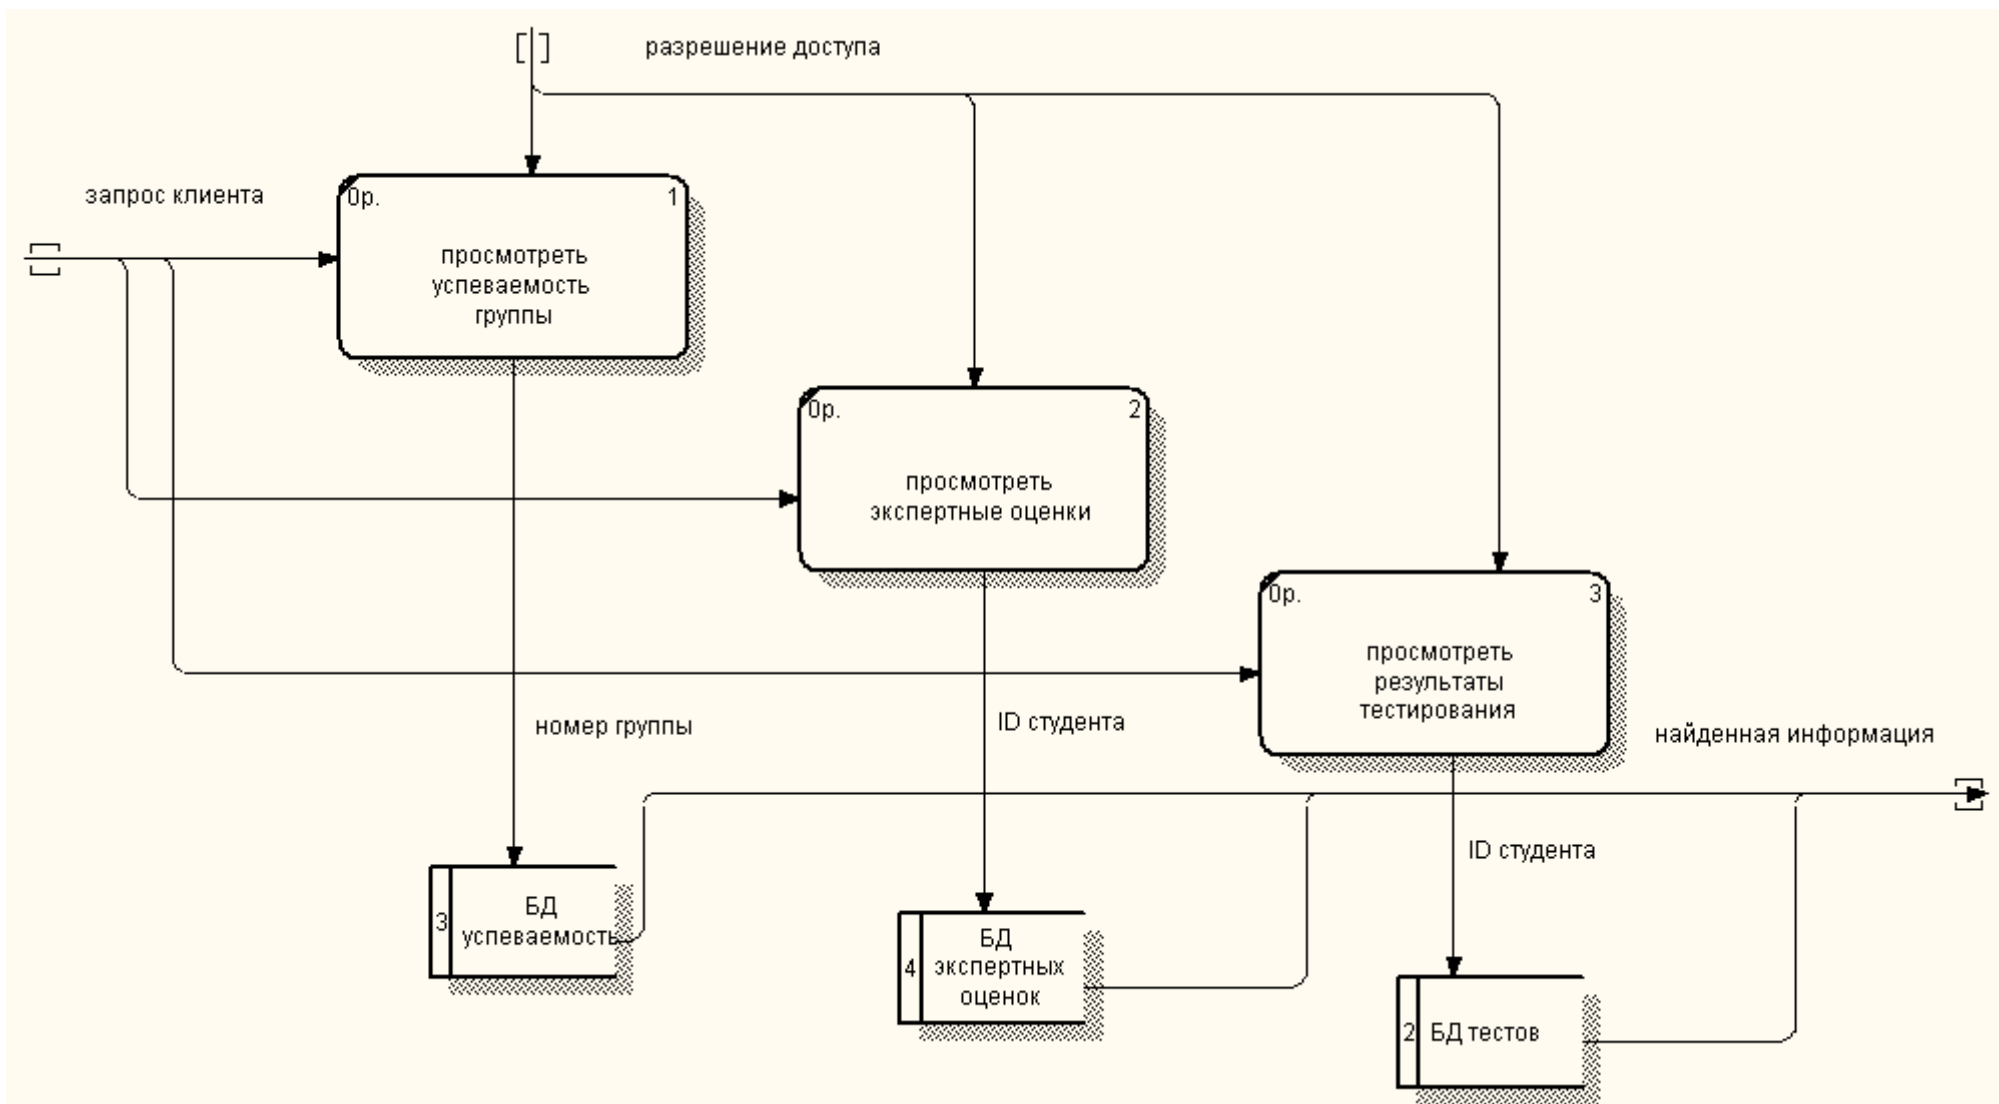 разрешение доступа
запрос клиента
0р. 1
просмотреть
успеваемость
группы
0р. 2
просмотреть
экспертные оценки
0р. 3
просмотреть
результаты
тестирования
номер группы
ID студента
найденная информация
ID студента
3
БД
успеваемость
4
БД
экспертных
оценок
2 БД тестов